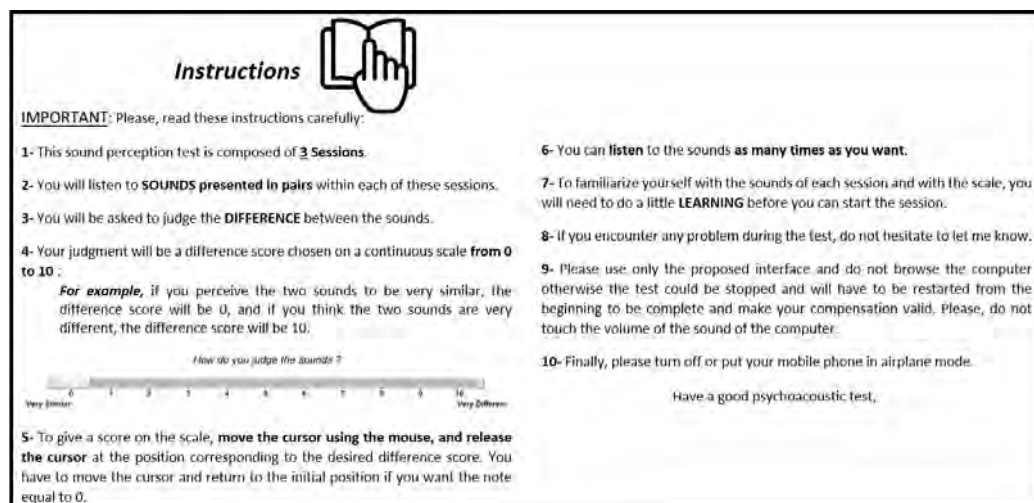 Instructions
IMPORTANT: Please, read these instructions carefully:
1- This sound perception test is composed of 3 Sessions.
2- You will listen to SOUNDS presented in pairs within each of these sessions.
3- You will be asked to judge the DIFFERENCE between the sounds.
4- Your judgment will be a difference score chosen on a continuous scale from 0
to 10 :
For example, if you perceive the two sounds to be very similar, the
difference score will be 0, and if you think the two sounds are very
different, the difference score will be 10.
How do you judge the sounds ?
0 1 2 3 4 5 6 7 8 9 10
Very Similar Very Different
5- To give a score on the scale, move the cursor using the mouse, and release
the cursor at the position corresponding to the desired difference score. You
have to move the cursor and return to the initial position if you want the note
equal to 0.
6- You can listen to the sounds as many times as you want.
7- To familiarize yourself with the sounds of each session and with the scale, you
will need to do a little LEARNING before you can start the session.
8- If you encounter any problem during the test, do not hesitate to let me know.
9- Please use only the proposed interface and do not browse the computer
otherwise the test could be stopped and will have to be restarted from the
beginning to be complete and make your compensation valid. Please, do not
touch the volume of the sound of the computer.
10- Finally, please turn off or put your mobile phone in airplane mode.
Have a good psychoacoustic test,